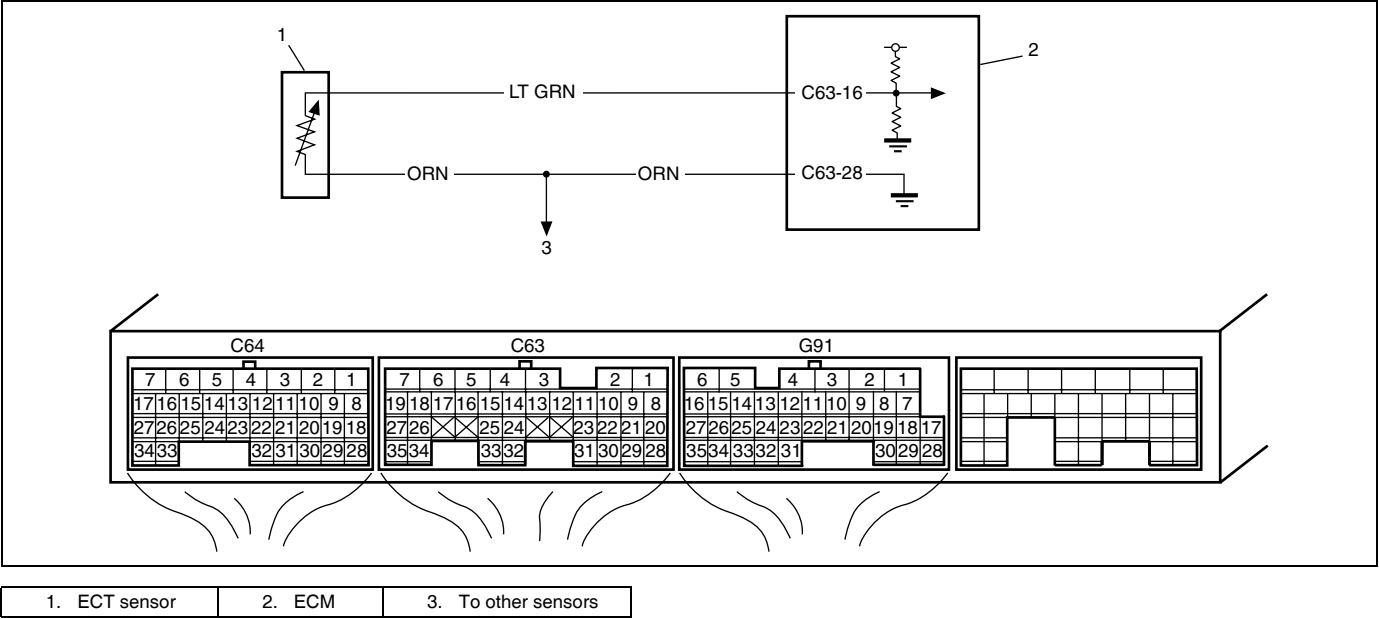 1
2
LT GRN
C63-16
ORN
ORN
C63-28
3
C64
C63
G91
7 6 5 4 3 2 1
7 6 5 4 3 2 1
6 5 4 3 2 1
17 16 15 14 13 12 11 10 9 8
19 18 17 16 15 14 13 12 11 10 9 8
16 15 14 13 12 11 10 9 8 7
27 26 25 24 23 22 21 20 19 18
27 26 25 24 23 22 21 20
27 26 25 24 23 22 21 20 19 18 17
34 33 32 31 30 29 28
35 34 33 32 31 30 29 28
35 34 33 32 31 30 29 28
1. ECT sensor
2. ECM
3. To other sensors